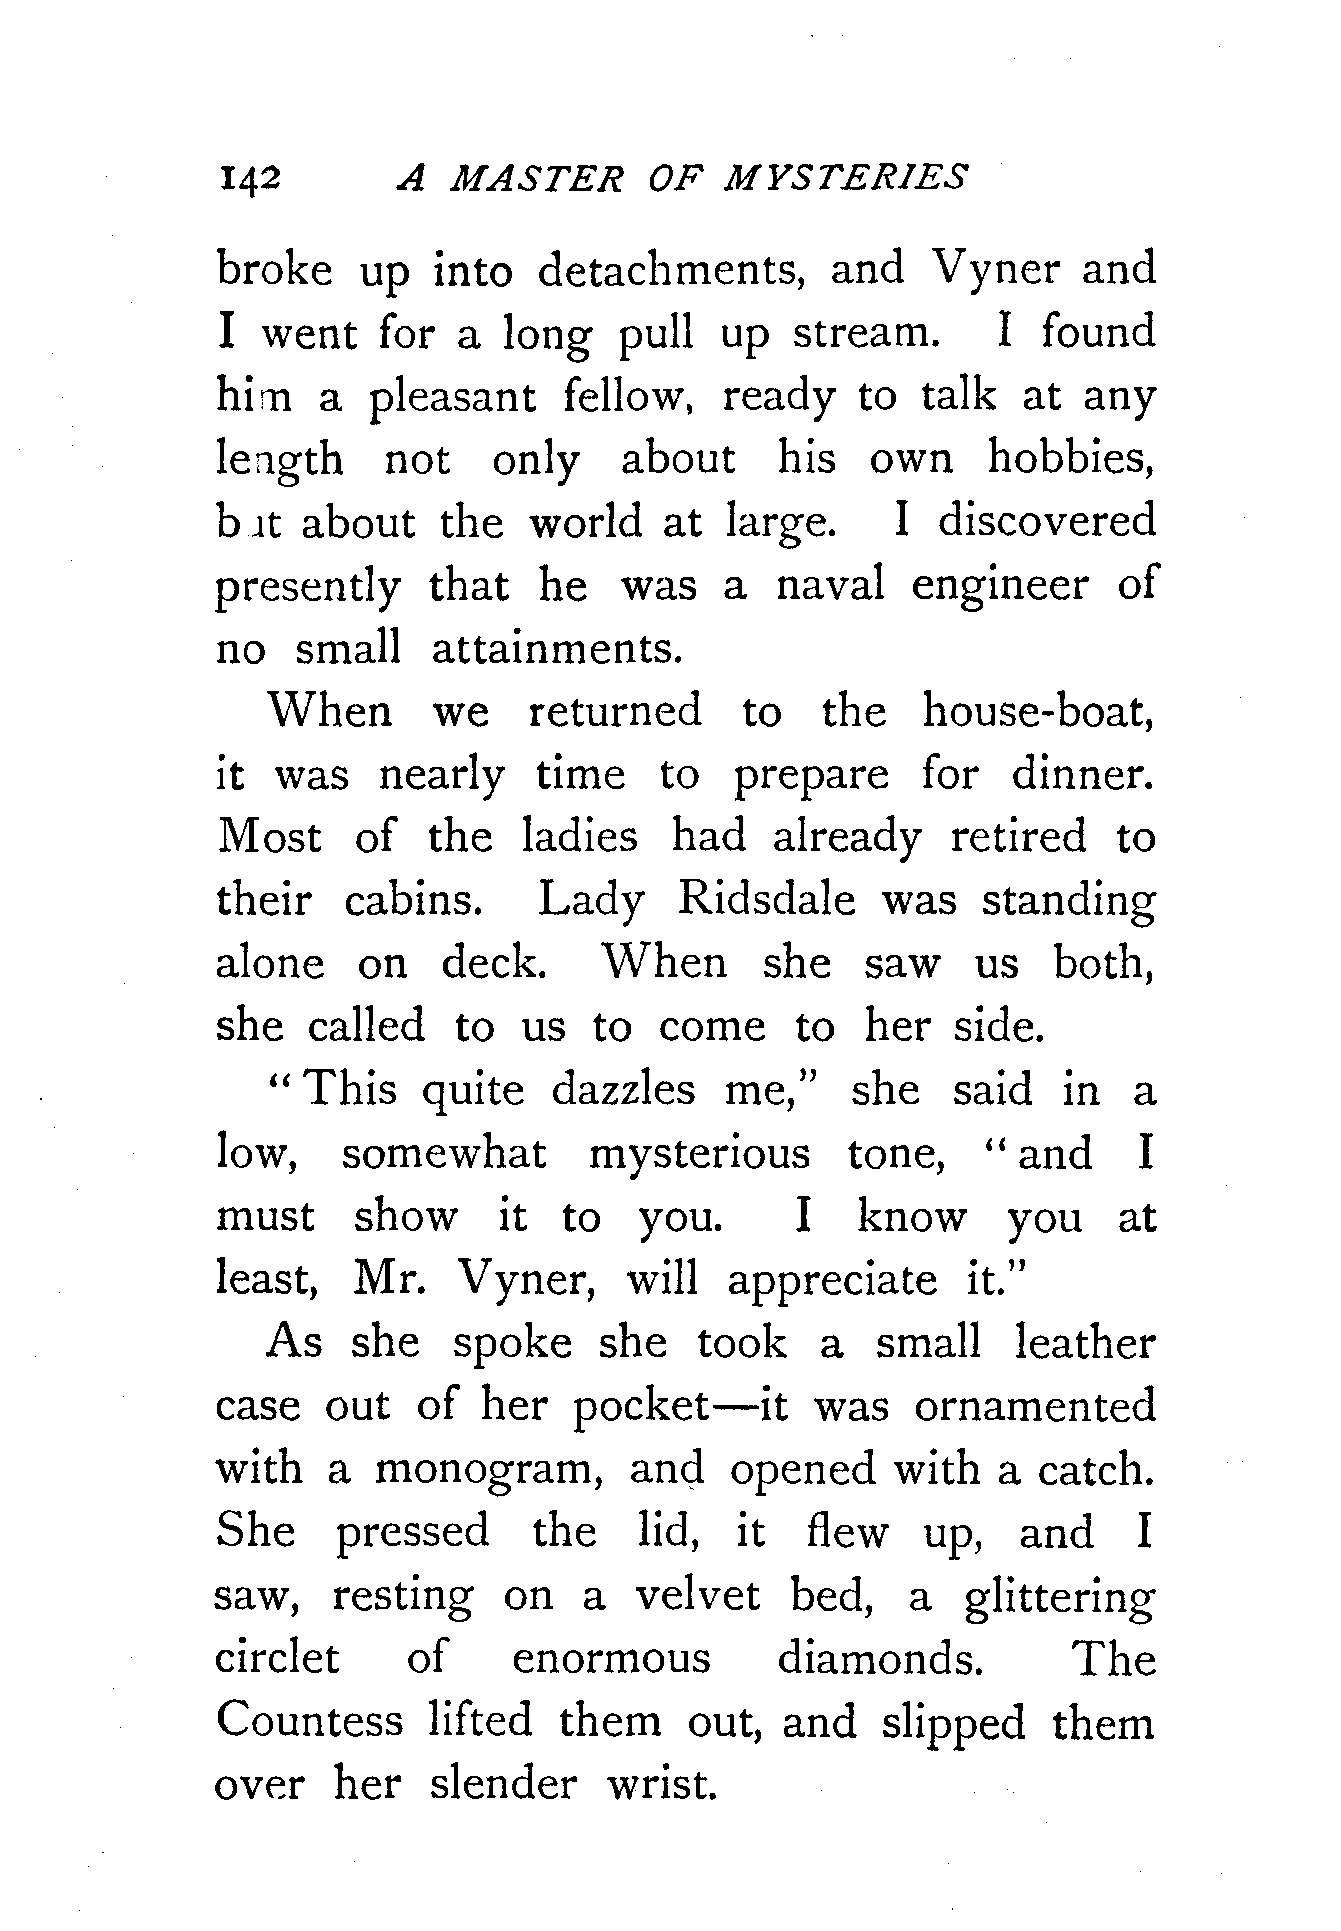 142 A MASTER OF MYSTERIES
broke up into detachments, and Vyner and
I went for a long pull up stream. I found
him a pleasant fellow, ready to talk at any
length not only about his own hobbies,
but about the world at large. I discovered
presently that he was a naval engineer of
no small attainments.
When we returned to the house-boat,
it was nearly time to prepare for dinner.
Most of the ladies had already retired to
their cabins. Lady Ridsdale was standing
alone on deck. When she saw us both,
she called to us to come to her side.
“This quite dazzles me,” she said in a
low, somewhat mysterious tone, “and I
must show it to you. I know you at
least, Mr. Vyner, will appreciate it.”
As she spoke she took a small leather
case out of her pocket—it was ornamented
with a monogram, and opened with a catch.
She pressed the lid, it flew up, and I
saw, resting on a velvet bed, a glittering
circlet of enormous diamonds. The
Countess lifted them out, and slipped them
over her slender wrist.